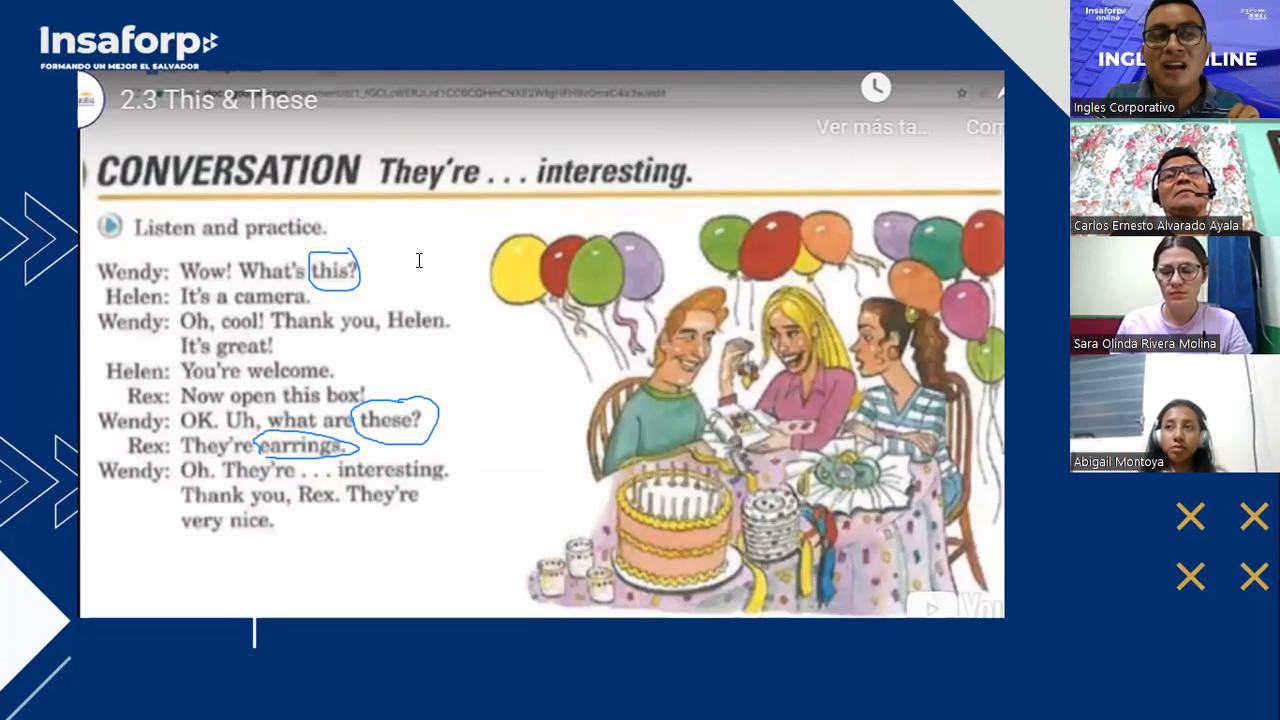 Insaforp
FORMANDO UN MEJOR EL SALVADOR
2.3 This & These
Ver más ta...
CONVERSATION They're . . . interesting.
Listen and practice.
Wendy: Wow! What's this?
Helen: It's a camera.
Wendy: Oh, cool! Thank you, Helen.
It's great!
Helen: You're welcome.
Rex: Now open this box!
Wendy: OK. Uh, what are these?
Rex: They're earrings.
Wendy: Oh. They're . . . interesting.
Thank you, Rex. They're
very nice.
Insaforp
online
Ingles Corporativo
Carlos Ernesto Alvarado Ayala
Sara Olinda Rivera Molina
Abigail Montoya